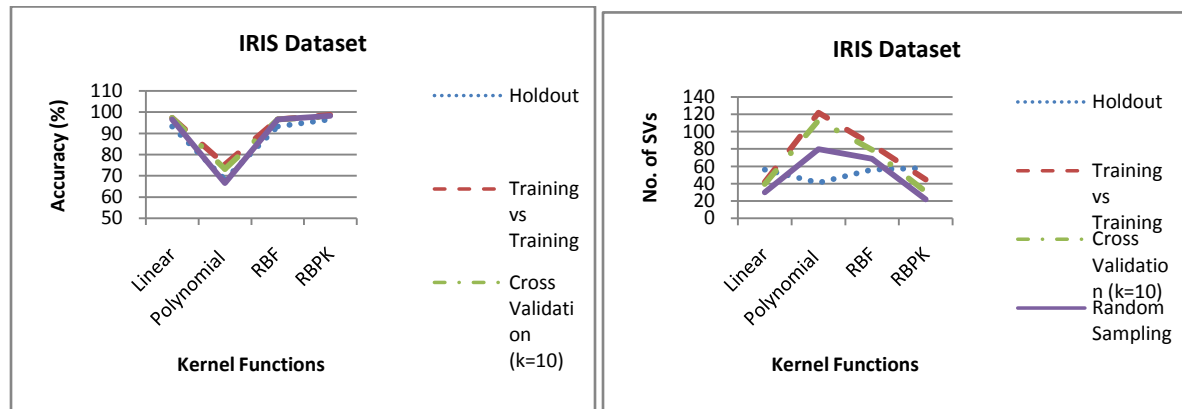 IRIS Dataset
Accuracy (%)
110
100
90
80
70
60
50
Linear
Polynomial
RBF
RBPK
Kernel Functions
Holdout
Training
vs
Training
Cross
Validati
on
(k=10)
IRIS Dataset
No. of SVs
140
120
100
80
60
40
20
0
Linear
Polynomial
RBF
RBPK
Kernel Functions
Holdout
Training
vs
Training
Cross
Validatio
n (k=10)
Random
Sampling